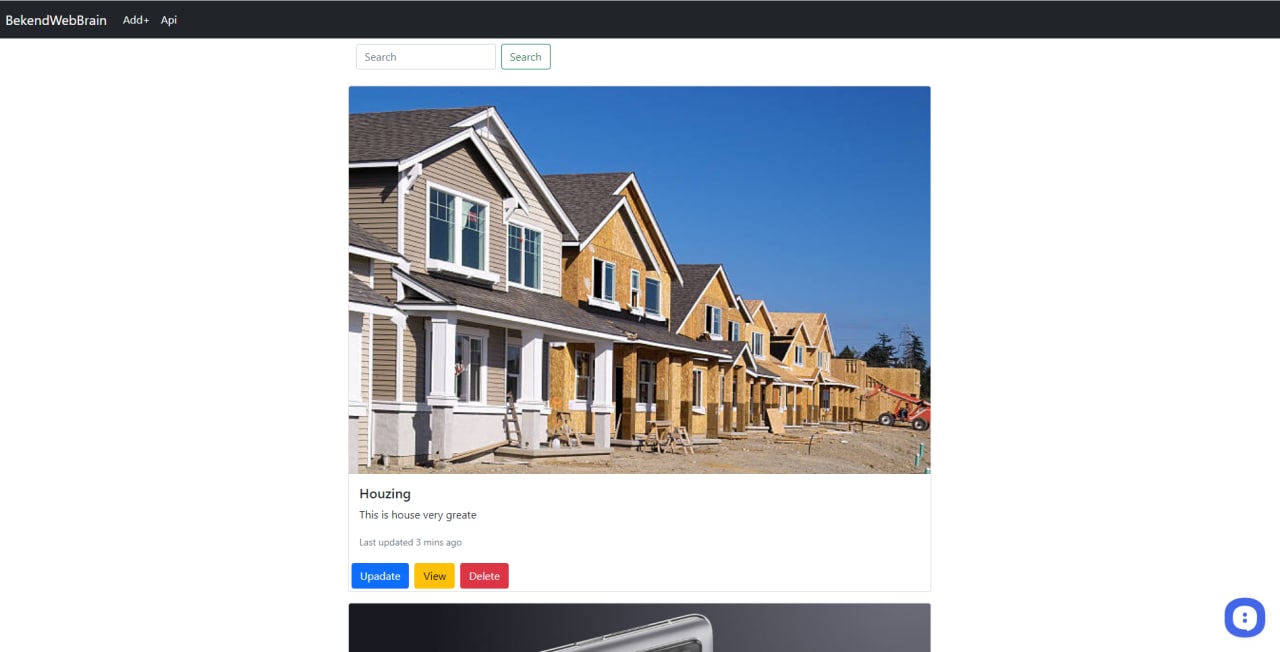 BekendWebBrain Add+ Api
Search Search
Houzing
This is house very greate
Last updated 3 mins ago
Upadate View Delete